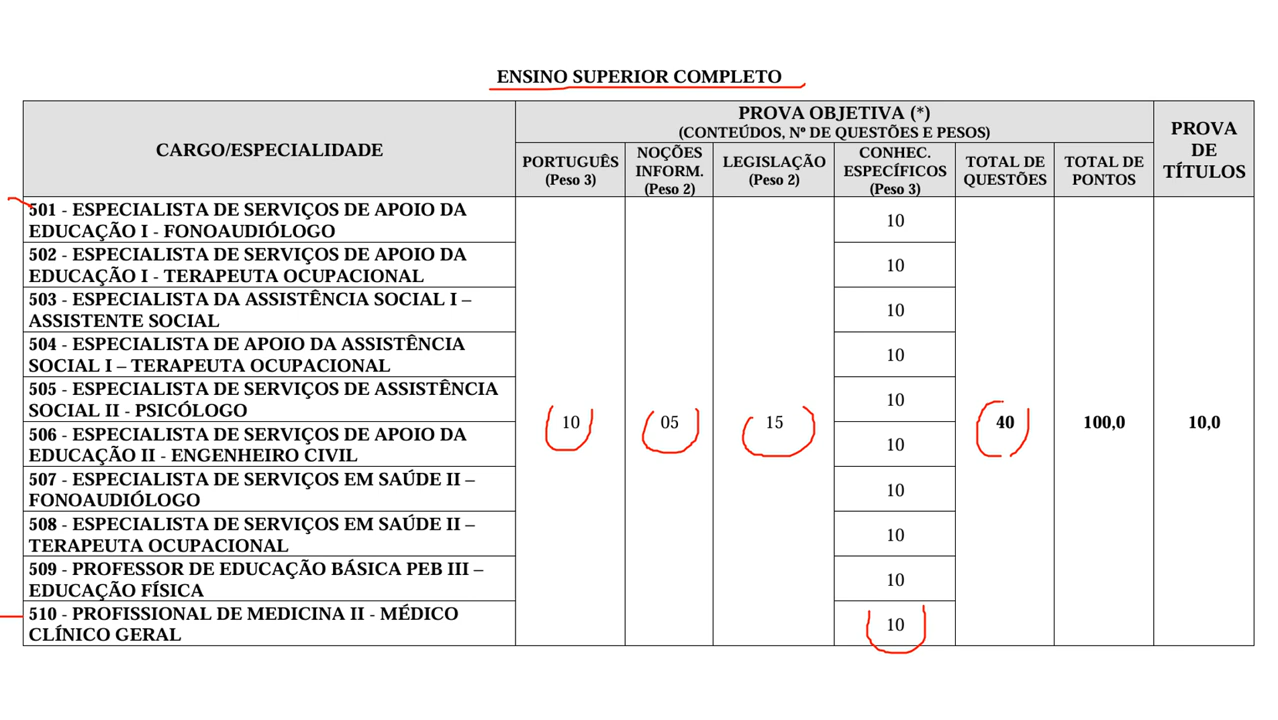 ENSINO SUPERIOR COMPLETO
CARGO/ESPECIALIDADE
PROVA OBJETIVA (*)
(CONTEÚDOS, Nº DE QUESTÕES E PESOS)
PROVA
DE
TÍTULOS
PORTUGUÊS
(Peso 3)
NOÇÕES
INFORM.
(Peso 2)
LEGISLAÇÃO
(Peso 2)
CONHEC.
ESPECÍFICOS
(Peso 3)
TOTAL DE
QUESTÕES
TOTAL DE
PONTOS
501 - ESPECIALISTA DE SERVIÇOS DE APOIO DA
EDUCAÇÃO I - FONOAUDIÓLOGO
10
502 - ESPECIALISTA DE SERVIÇOS DE APOIO DA
EDUCAÇÃO I - TERAPEUTA OCUPACIONAL
10
503 - ESPECIALISTA DA ASSISTÊNCIA SOCIAL I –
ASSISTENTE SOCIAL
10
504 - ESPECIALISTA DE APOIO DA ASSISTÊNCIA
SOCIAL I – TERAPEUTA OCUPACIONAL
10
505 - ESPECIALISTA DE SERVIÇOS DE ASSISTÊNCIA
SOCIAL II - PSICÓLOGO
10
10 05 15 40 100,0 10,0
506 - ESPECIALISTA DE SERVIÇOS DE APOIO DA
EDUCAÇÃO II - ENGENHEIRO CIVIL
10
507 - ESPECIALISTA DE SERVIÇOS EM SAÚDE II –
FONOAUDIÓLOGO
10
508 - ESPECIALISTA DE SERVIÇOS EM SAÚDE II –
TERAPEUTA OCUPACIONAL
10
509 - PROFESSOR DE EDUCAÇÃO BÁSICA PEB III –
EDUCAÇÃO FÍSICA
10
510 - PROFISSIONAL DE MEDICINA II - MÉDICO
CLÍNICO GERAL
10